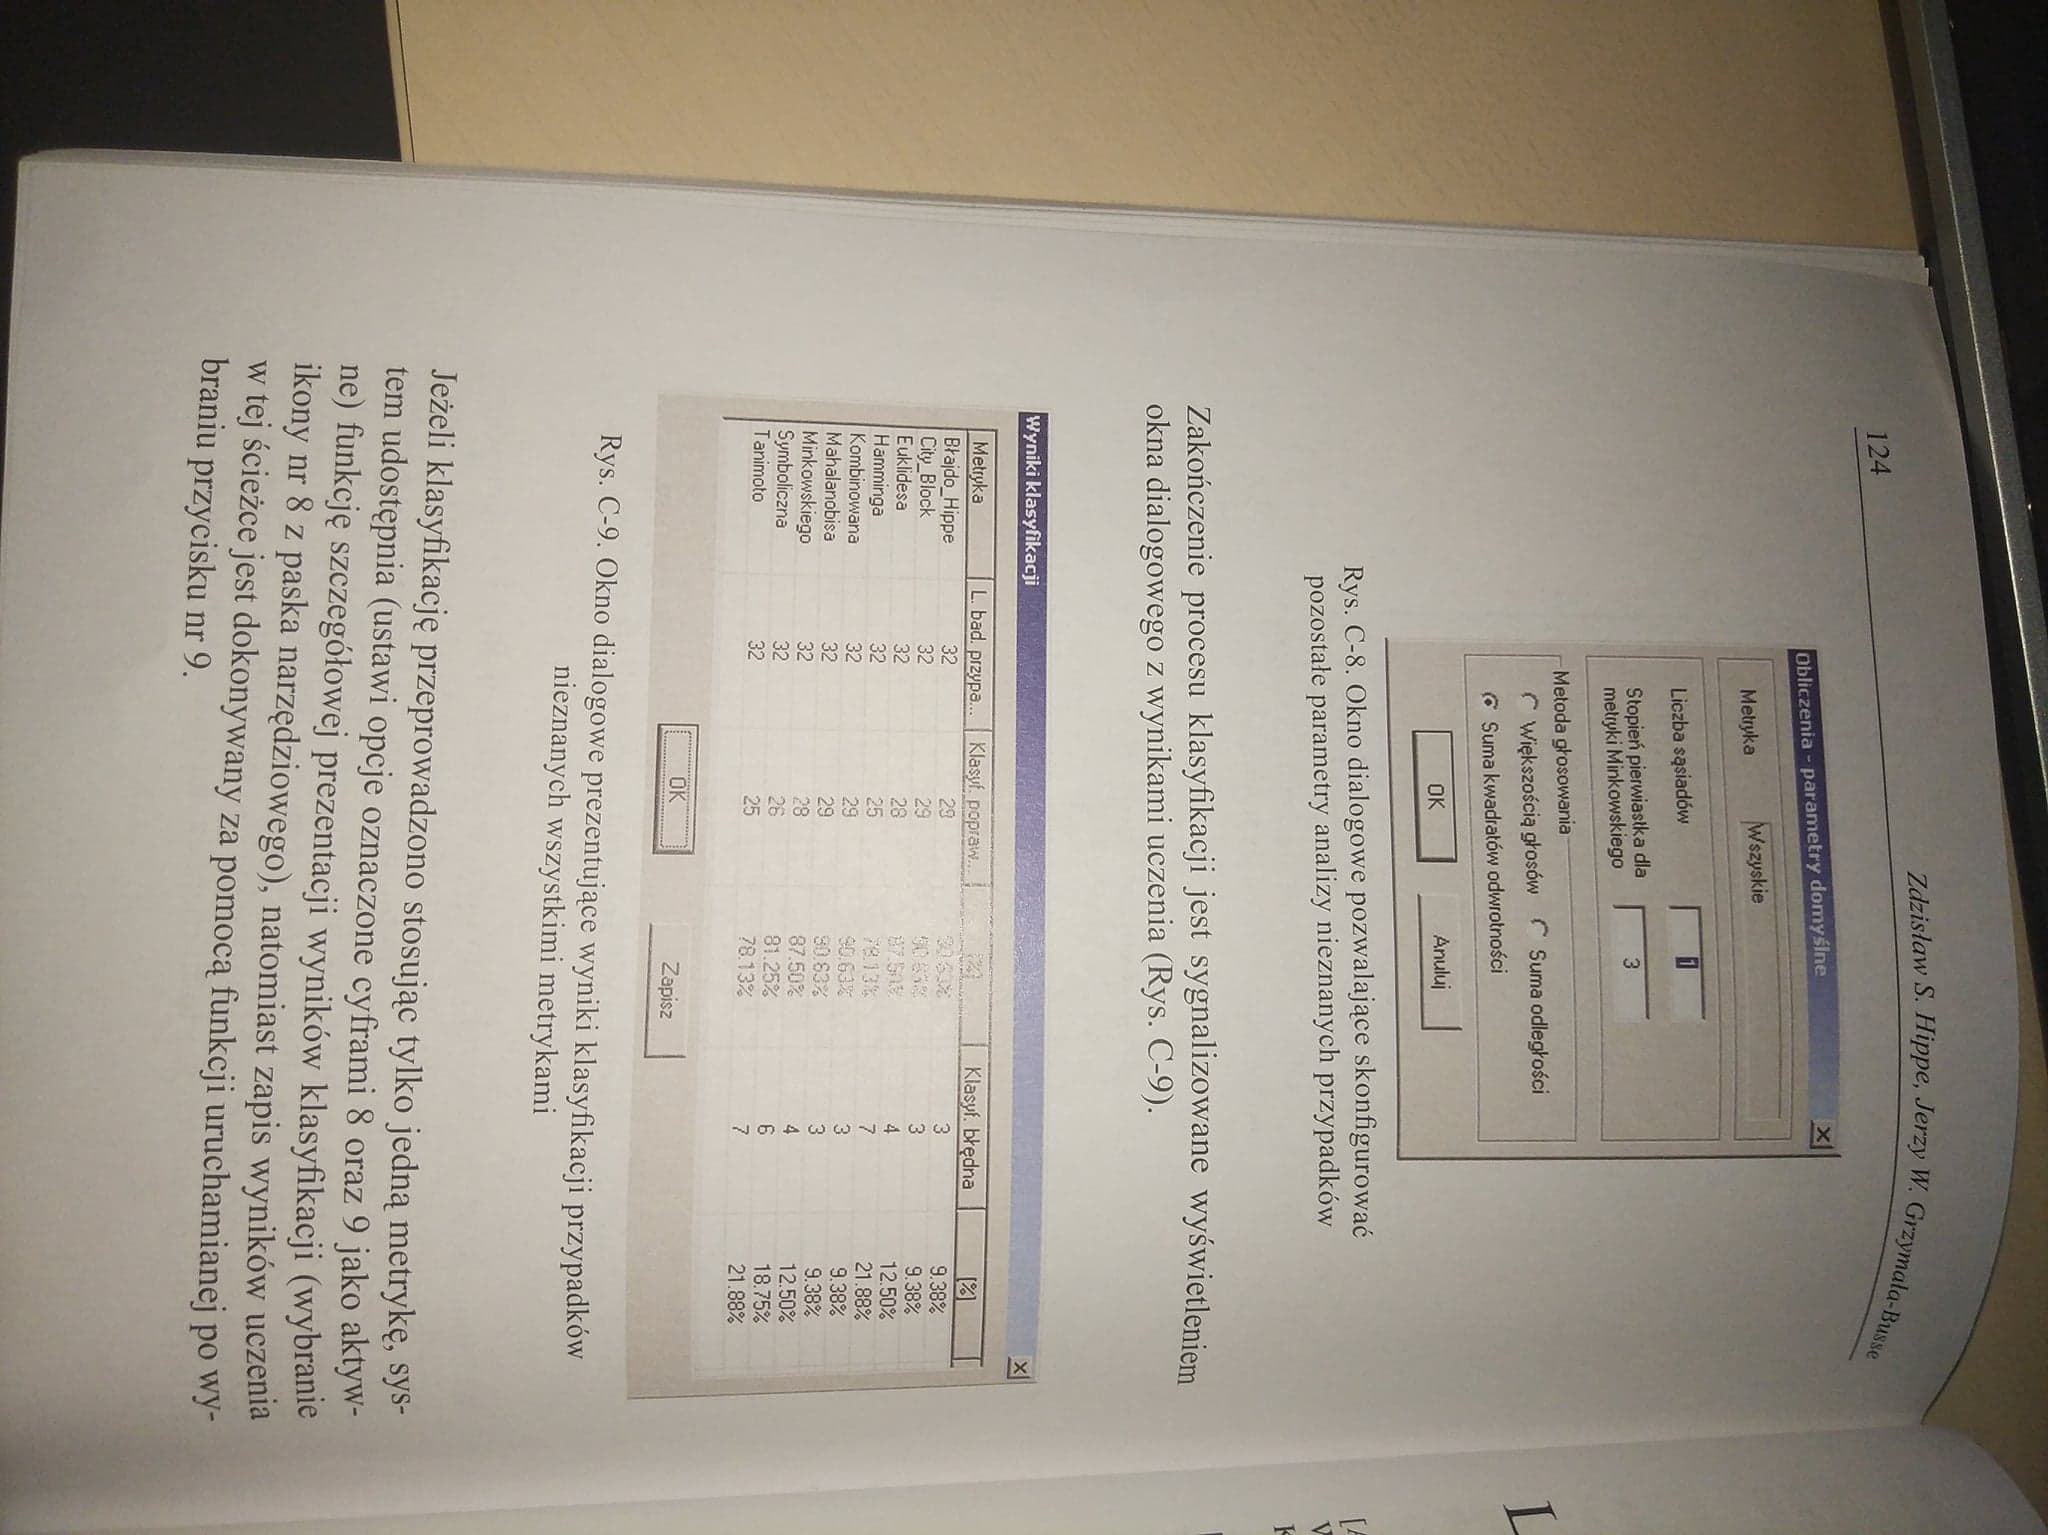 124
Zdzisław S. Hippe, Jerzy W. Grzymała-Busse
Obliczenia - parametry domyślne
Metryka Wszyskie
Liczba sąsiadów 1
Stopień pierwiastka dla
metryki Minkowskiego 3
Metoda głosowania
Większością głosów Suma odległości
Suma kwadratów odwrotności
OK Anuluj
Rys. C-8. Okno dialogowe pozwalające skonfigurować
pozostałe parametry analizy nieznanych przypadków
Zakończenie procesu klasyfikacji jest sygnalizowane wyświetleniem
okna dialogowego z wynikami uczenia (Rys. C-9).
Wyniki klasyfikacji
Metryka L. bad. przypa... Klasyf. popraw... [%] Klasyf. błędna [%]
Błajdo_Hippe 32 29 90.63% 3 9.38%
City_Block 32 29 90.63% 3 9.38%
Euklidesa 32 28 87.50% 4 12.50%
Hamminga 32 25 78.13% 7 21.88%
Kombinowana 32 29 90.63% 3 9.38%
Mahalanobisa 32 29 90.63% 3 9.38%
Minkowskiego 32 28 87.50% 4 12.50%
Symboliczna 32 26 81.25% 6 18.75%
Tanimoto 32 25 78.13% 7 21.88%
OK Zapisz
Rys. C-9. Okno dialogowe prezentujące wyniki klasyfikacji przypadków
nieznanych wszystkimi metrykami
Jeżeli klasyfikację przeprowadzono stosując tylko jedną metrykę, sys-
tem udostępnia (ustawi opcje oznaczone cyframi 8 oraz 9 jako aktyw-
ne) funkcję szczegółowej prezentacji wyników klasyfikacji (wybranie
ikony nr 8 z paska narzędziowego), natomiast zapis wyników uczenia
w tej ścieżce jest dokonywany za pomocą funkcji uruchamianej po wy-
braniu przycisku nr 9.